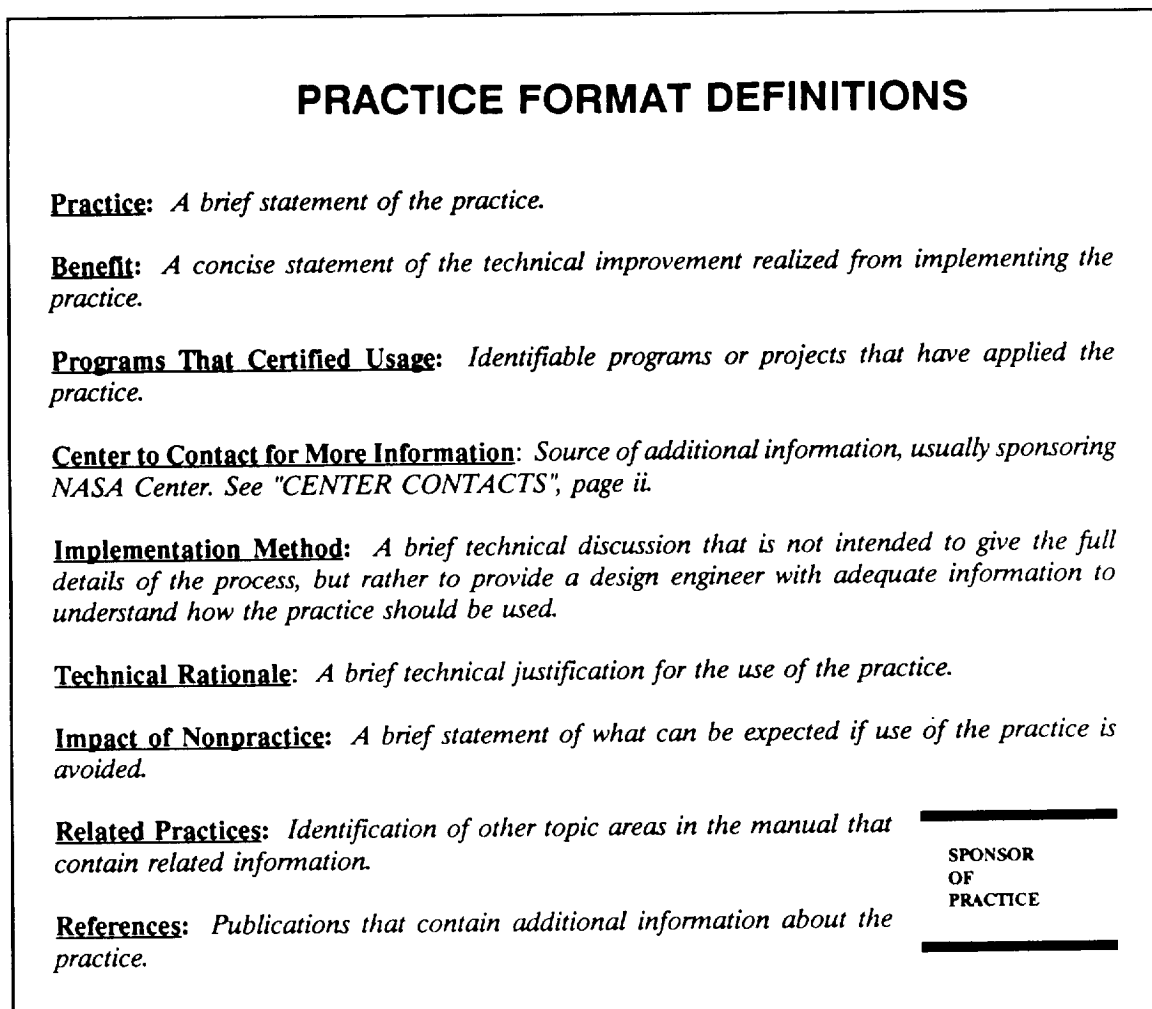 PRACTICE FORMAT DEFINITIONS
Practice: A brief statement of the practice.
Benefit: A concise statement of the technical improvement realized from implementing the
practice.
Programs That Certified Usage: Identifiable programs or projects that have applied the
practice.
Center to Contact for More Information: Source of additional information, usually sponsoring
NASA Center. See "CENTER CONTACTS", page ii.
Implementation Method: A brief technical discussion that is not intended to give the full
details of the process, but rather to provide a design engineer with adequate information to
understand how the practice should be used.
Technical Rationale: A brief technical justification for the use of the practice.
Impact of Nonpractice: A brief statement of what can be expected if use of the practice is
avoided.
Related Practices: Identification of other topic areas in the manual that
contain related information.
References: Publications that contain additional information about the
practice.
SPONSOR
OF
PRACTICE